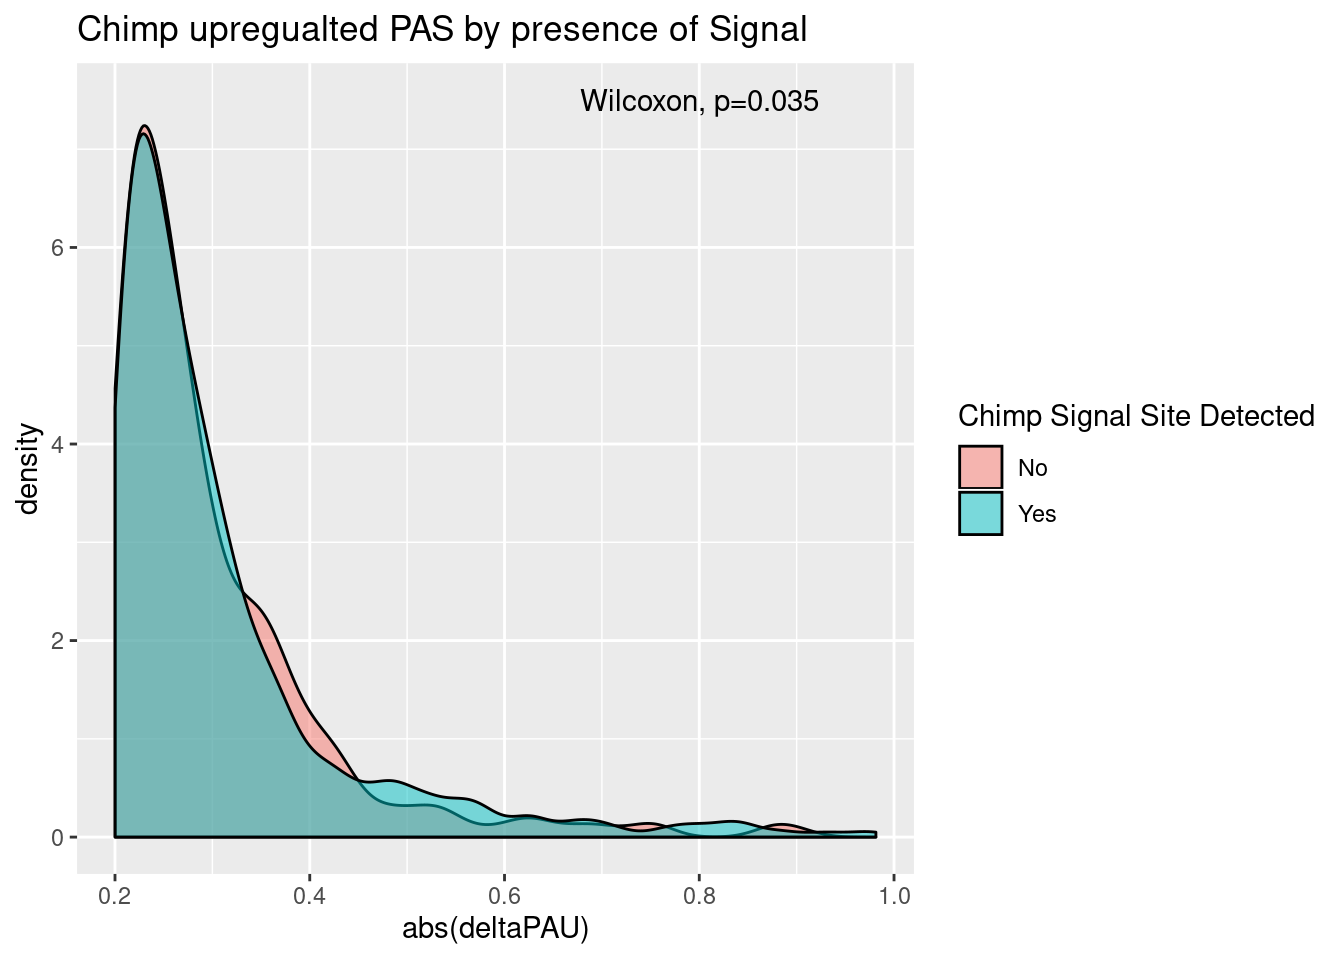 Chimp upregualted PAS by presence of Signal
Wilcoxon, p=0.035
density
6
4
2
0
0.2 0.4 0.6 0.8 1.0
abs(deltaPAU)
Chimp Signal Site Detected
No
Yes